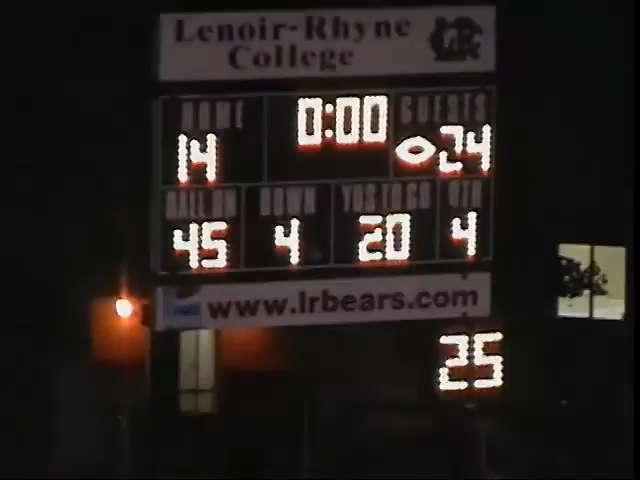 Lenoir-Rhyne
College
LR
HOME 0:00 GUESTS
14 24
BALL ON DOWN YDS TO GO QTR
45 4 20 4
www.lrbears.com
25